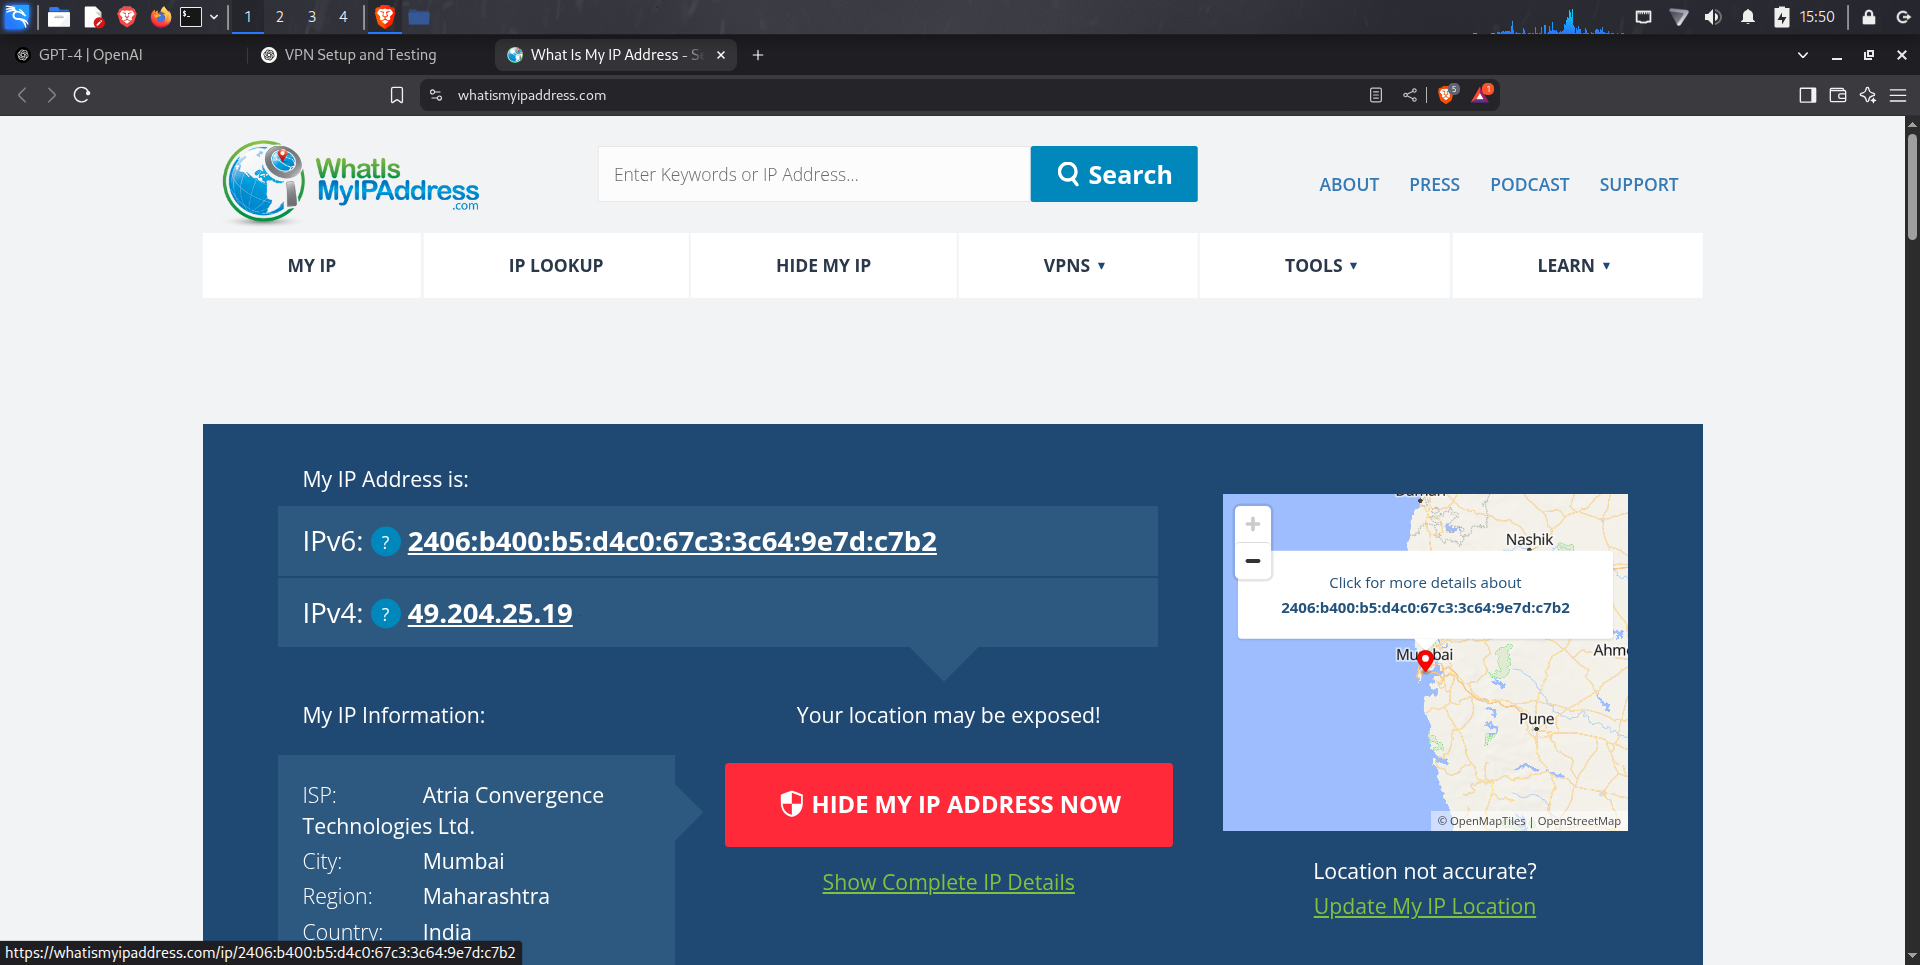 1 2 3 4 15:50
GPT-4 | OpenAI VPN Setup and Testing What Is My IP Address - Se
whatismyipaddress.com 5 1
WhatIs
MyIPAddress
.com
Enter Keywords or IP Address...
Search
ABOUT PRESS PODCAST SUPPORT
MY IP IP LOOKUP HIDE MY IP VPNS ▼ TOOLS ▼ LEARN ▼
My IP Address is:
IPv6: ? 2406:b400:b5:d4c0:67c3:3c64:9e7d:c7b2
IPv4: ? 49.204.25.19
My IP Information:
ISP: Atria Convergence
Technologies Ltd.
City: Mumbai
Region: Maharashtra
Country: India
Your location may be exposed!
HIDE MY IP ADDRESS NOW
Show Complete IP Details
Daman
+
−
Nashik
Click for more details about
2406:b400:b5:d4c0:67c3:3c64:9e7d:c7b2
Mumbai
Ahme
Pune
© OpenMapTiles | OpenStreetMap
Location not accurate?
Update My IP Location
https://whatismyipaddress.com/ip/2406:b400:b5:d4c0:67c3:3c64:9e7d:c7b2